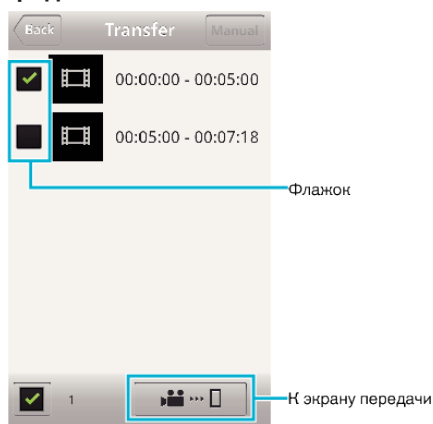 Back Transfer Manual
00:00:00 - 00:05:00
00:05:00 - 00:07:18
Флажок
1
К экрану передачи